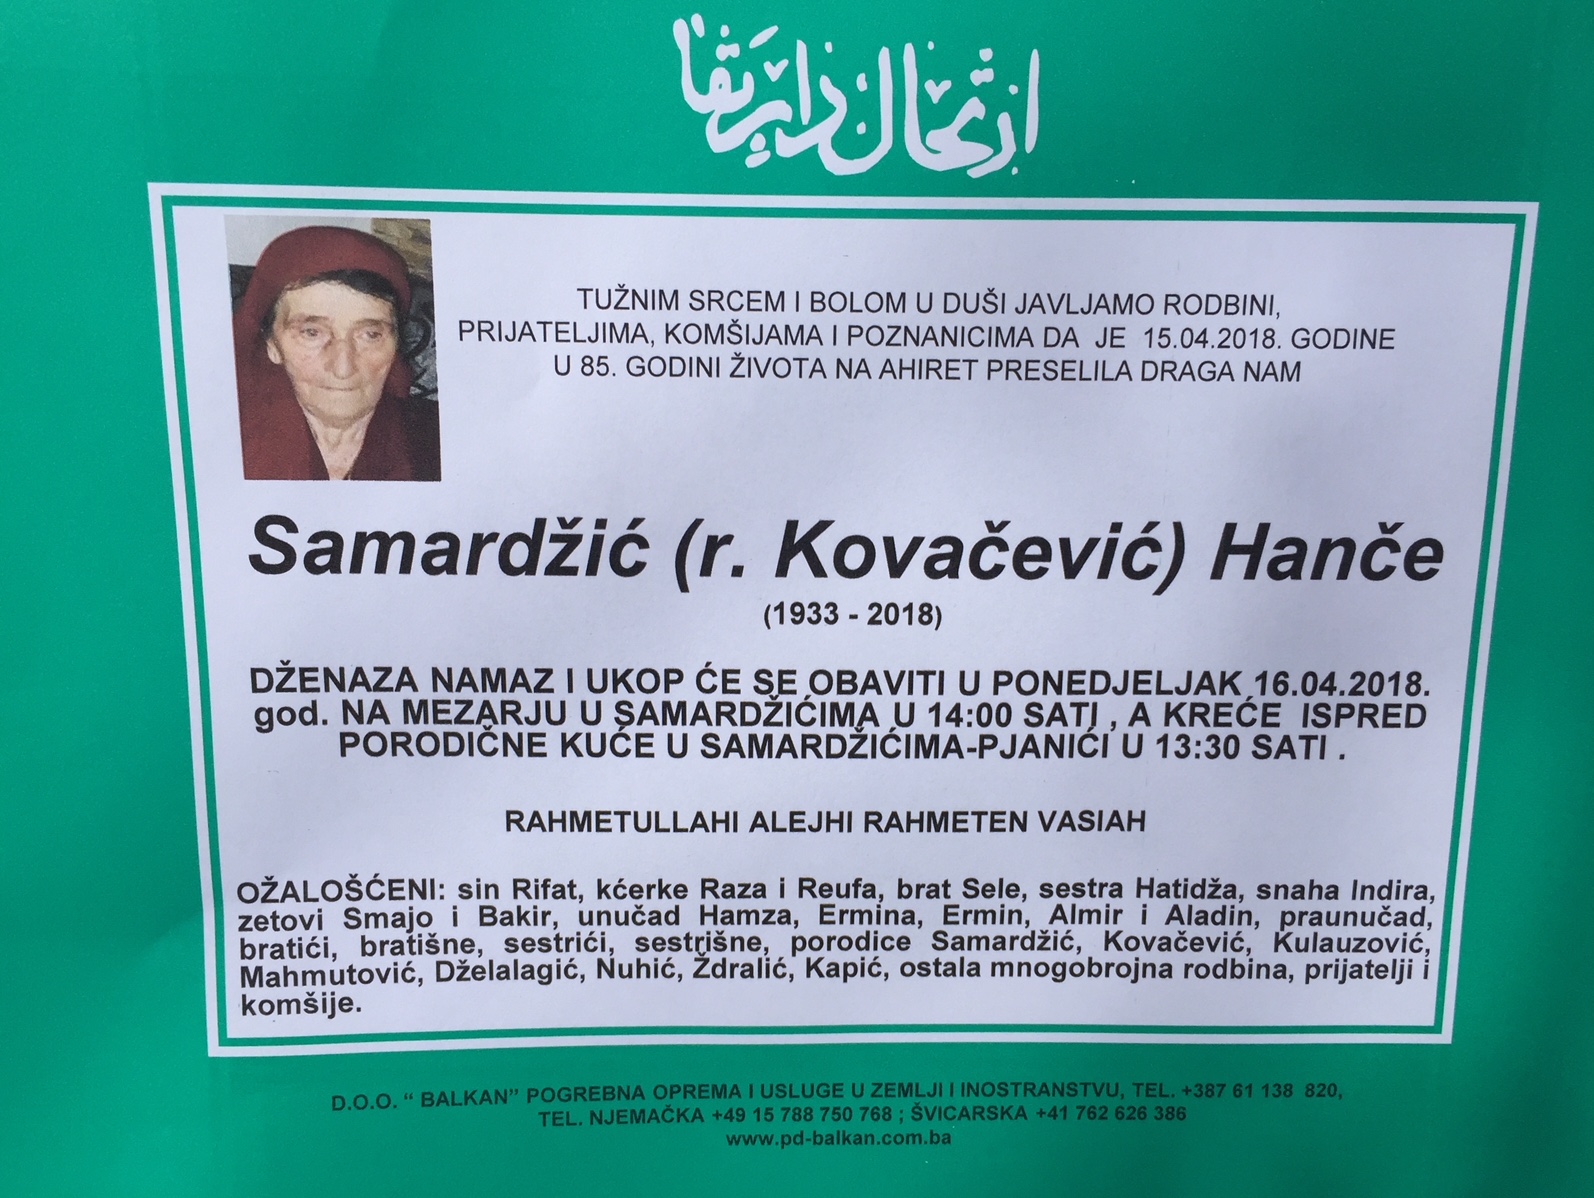 ارتحال دار بقا
TUŽNIM SRCEM I BOLOM U DUŠI JAVLJAMO RODBINI,
PRIJATELJIMA, KOMŠIJAMA I POZNANICIMA DA JE 15.04.2018. GODINE
U 85. GODINI ŽIVOTA NA AHIRET PRESELILA DRAGA NAM
Samardžić (r. Kovačević) Hanče
(1933 - 2018)
DŽENAZA NAMAZ I UKOP ĆE SE OBAVITI U PONEDJELJAK 16.04.2018.
god. NA MEZARJU U SAMARDŽIĆIMA U 14:00 SATI , A KREĆE ISPRED
PORODIČNE KUĆE U SAMARDŽIĆIMA-PJANIĆI U 13:30 SATI .
RAHMETULLAHI ALEJHI RAHMETEN VASIAH
OŽALOŠĆENI: sin Rifat, kćerke Raza i Reufa, brat Sele, sestra Hatidža, snaha Indira,
zetovi Smajo i Bakir, unučad Hamza, Ermina, Ermin, Almir i Aladin, praunučad,
bratići, bratišne, sestrići, sestrišne, porodice Samardžić, Kovačević, Kulauzović,
Mahmutović, Dželalagić, Nuhić, Ždralić, Kapić, ostala mnogobrojna rodbina, prijatelji i
komšije.
D.O.O. “ BALKAN” POGREBNA OPREMA I USLUGE U ZEMLJI I INOSTRANSTVU, TEL. +387 61 138 820,
TEL. NJEMAČKA +49 15 788 750 768 ; ŠVICARSKA +41 762 626 386
www.pd-balkan.com.ba